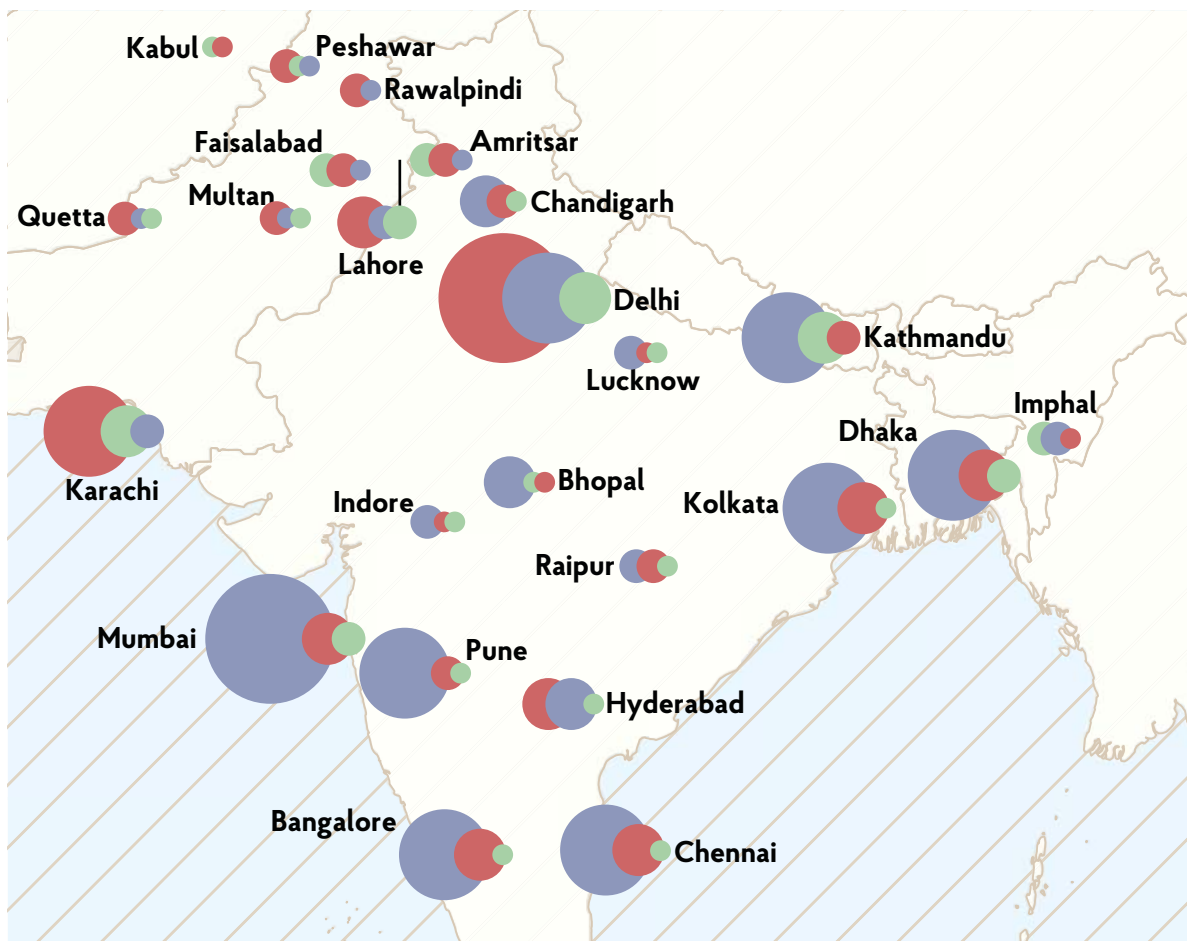 Kabul
Peshawar
Rawalpindi
Faisalabad
Amritsar
Multan
Quetta
Chandigarh
Lahore
Delhi
Kathmandu
Lucknow
Imphal
Dhaka
Karachi
Bhopal
Indore
Kolkata
Raipur
Mumbai
Pune
Hyderabad
Bangalore
Chennai